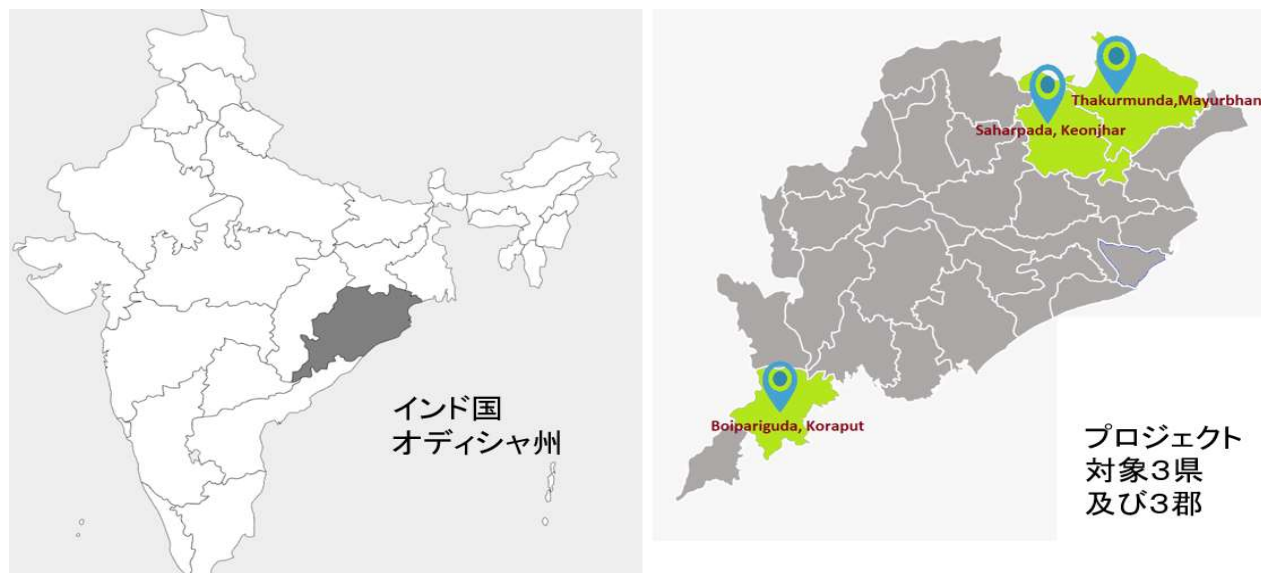 インド国
オディシャ州
Thakurmunda,Mayurbhan
Saharpada, Keonjhar
Boipariguda, Koraput
プロジェクト
対象３県
及び３郡